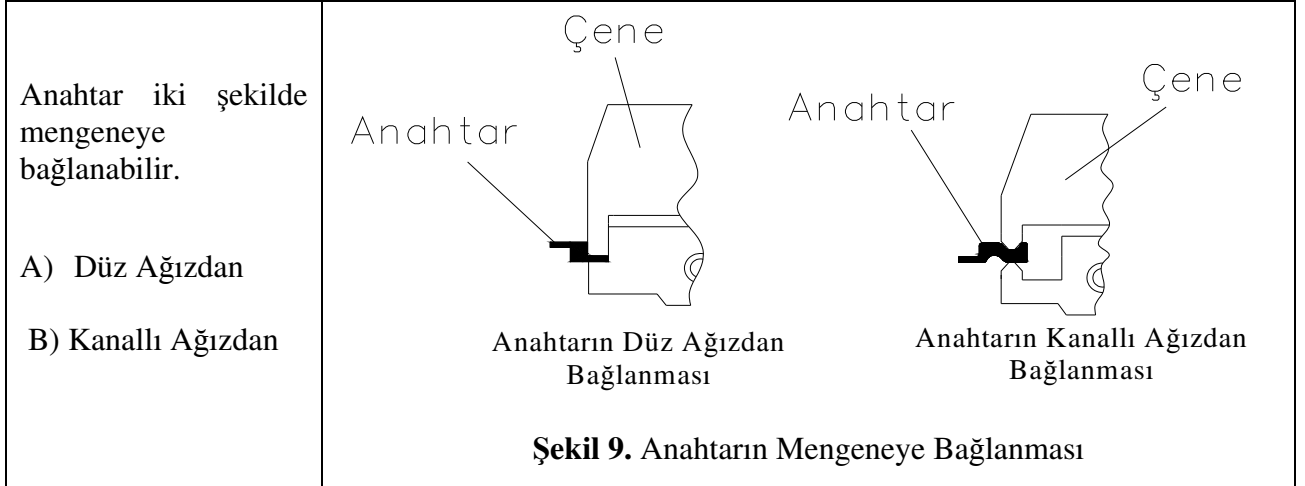 Anahtar iki şekilde
mengeneye
bağlanabilir.
A) Düz Ağızdan
B) Kanallı Ağızdan
Çene
Anahtar
Anahtarın Düz Ağızdan
Bağlanması
Çene
Anahtar
Anahtarın Kanallı Ağızdan
Bağlanması
Şekil 9. Anahtarın Mengeneye Bağlanması